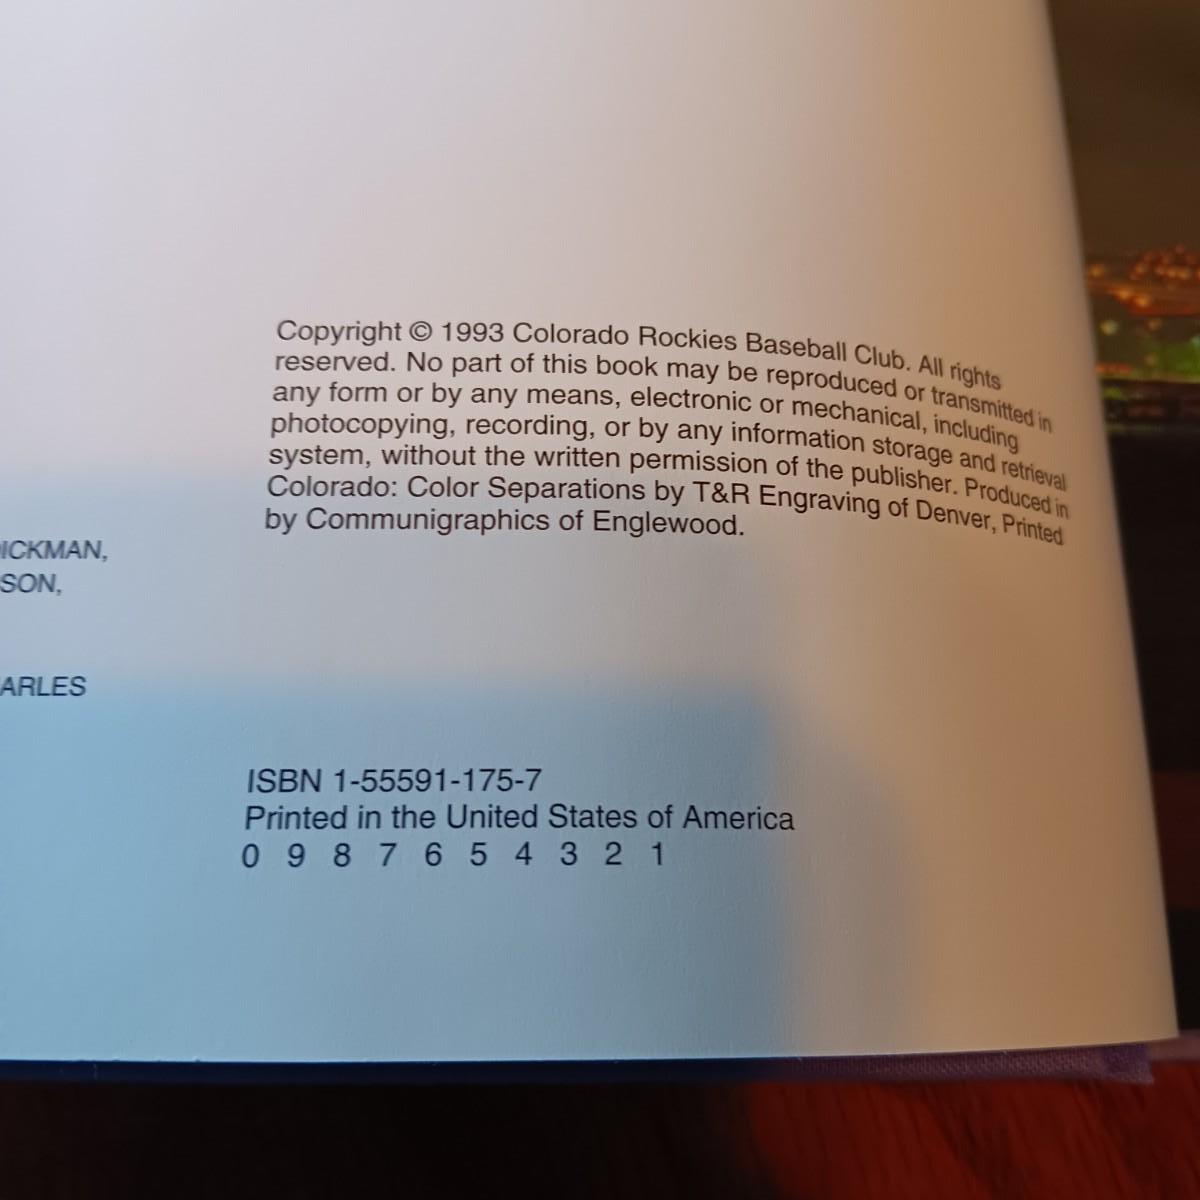 Copyright © 1993 Colorado Rockies Baseball Club. All rights
reserved. No part of this book may be reproduced or transmitted in
any form or by any means, electronic or mechanical, including
photocopying, recording, or by any information storage and retrieval
system, without the written permission of the publisher. Produced in
Colorado: Color Separations by T&R Engraving of Denver, Printed
by Communigraphics of Englewood.
ICKMAN,
SON,
ARLES
ISBN 1-55591-175-7
Printed in the United States of America
0 9 8 7 6 5 4 3 2 1